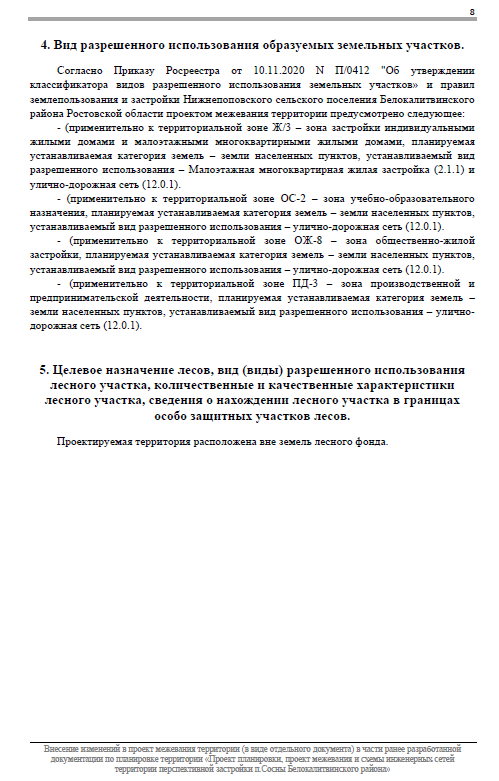 8
4. Вид разрешенного использования образуемых земельных участков.
Согласно Приказу Росреестра от 10.11.2020 N П/0412 "Об утверждении
классификатора видов разрешенного использования земельных участков» и правил
землепользования и застройки Нижнепоповского сельского поселения Белокалитвинского
района Ростовской области проектом межевания территории предусмотрено следующее:
- (применительно к территориальной зоне Ж/3 – зона застройки индивидуальными
жилыми домами и малоэтажными многоквартирными жилыми домами, планируемая
устанавливаемая категория земель – земли населенных пунктов, устанавливаемый вид
разрешенного использования – Малоэтажная многоквартирная жилая застройка (2.1.1) и
улично-дорожная сеть (12.0.1).
- (применительно к территориальной зоне ОС-2 – зона учебно-образовательного
назначения, планируемая устанавливаемая категория земель – земли населенных пунктов,
устанавливаемый вид разрешенного использования – улично-дорожная сеть (12.0.1).
- (применительно к территориальной зоне ОЖ-8 – зона общественно-жилой
застройки, планируемая устанавливаемая категория земель – земли населенных пунктов,
устанавливаемый вид разрешенного использования – улично-дорожная сеть (12.0.1).
- (применительно к территориальной зоне ПД-3 – зона производственной и
предпринимательской деятельности, планируемая устанавливаемая категория земель –
земли населенных пунктов, устанавливаемый вид разрешенного использования – улично-
дорожная сеть (12.0.1).
5. Целевое назначение лесов, вид (виды) разрешенного использования
лесного участка, количественные и качественные характеристики
лесного участка, сведения о нахождении лесного участка в границах
особо защитных участков лесов.
Проектируемая территория расположена вне земель лесного фонда.
Внесение изменений в проект межевания территории (в виде отдельного документа) в части ранее разработанной
документации по планировке территории «Проект планировки, проект межевания и схемы инженерных сетей
территории перспективной застройки п.Сосны Белокалитвинского района»